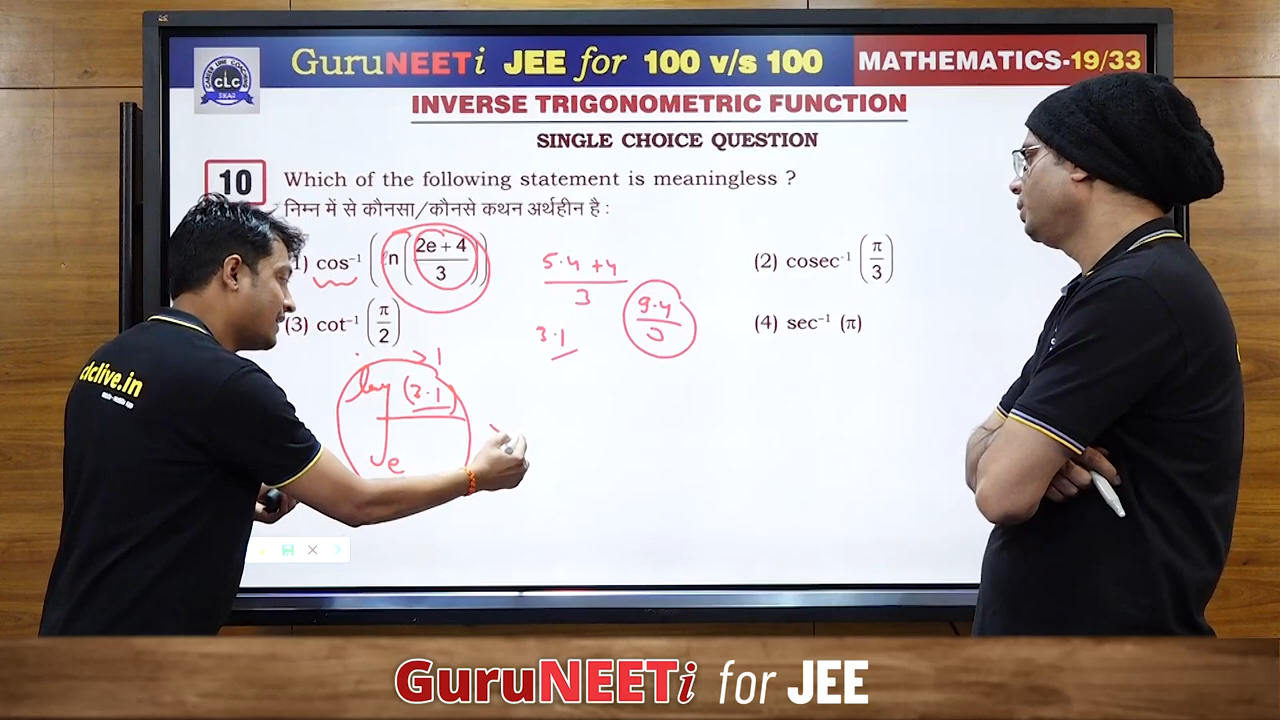 CLC
SIKAR
GuruNEETi JEE for 100 v/s 100
MATHEMATICS-19/33
INVERSE TRIGONOMETRIC FUNCTION
SINGLE CHOICE QUESTION
10 Which of the following statement is meaningless ?
निम्न में से कौनसा/कौनसे कथन अर्थहीन है :
1) cos⁻¹ (ln((2e + 4)/3))
(2) cosec⁻¹ (π/3)
(3) cot⁻¹ (π/2)
(4) sec⁻¹ (π)
5.4 + 4
3
9.4
3
3.1
> 1
log (3.1)
e
clclive.in
GuruNEETi for JEE